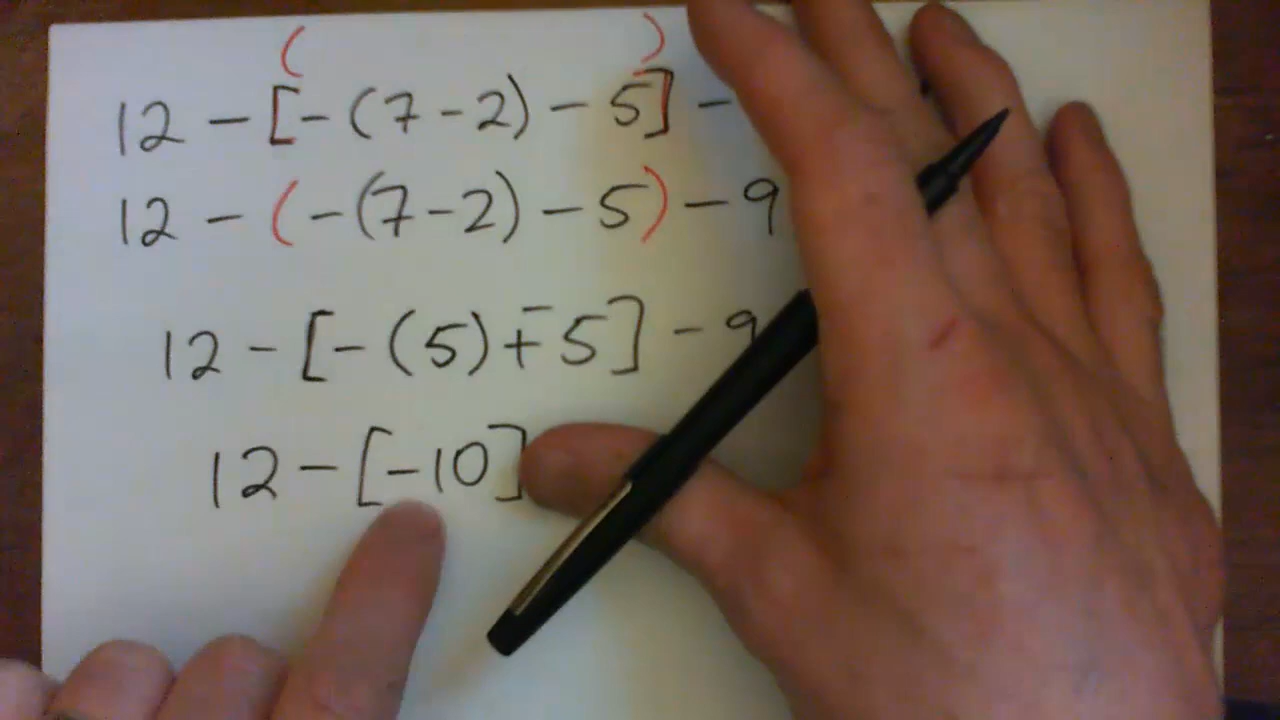 ( )
12 - [-(7-2) - 5] -
12 - (-(7-2) - 5) - 9
12 - [-(5) + ⁻5] - 9
12 - [-10]